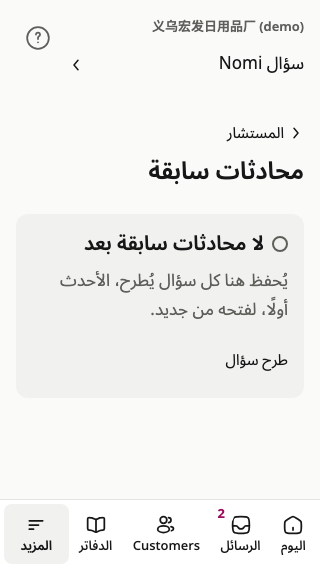 义乌宏发日用品厂 (demo)
سؤال Nomi
المستشار
محادثات سابقة
لا محادثات سابقة بعد
يُحفظ هنا كل سؤال يُطرح، الأحدث
أولًا، لفتحه من جديد.
طرح سؤال
اليوم
2
الرسائل
Customers
الدفاتر
المزيد